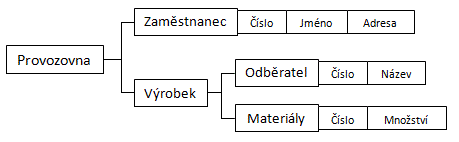 Zaměstnanec Číslo Jméno Adresa
Provozovna
Odběratel Číslo Název
Výrobek
Materiály Číslo Množství